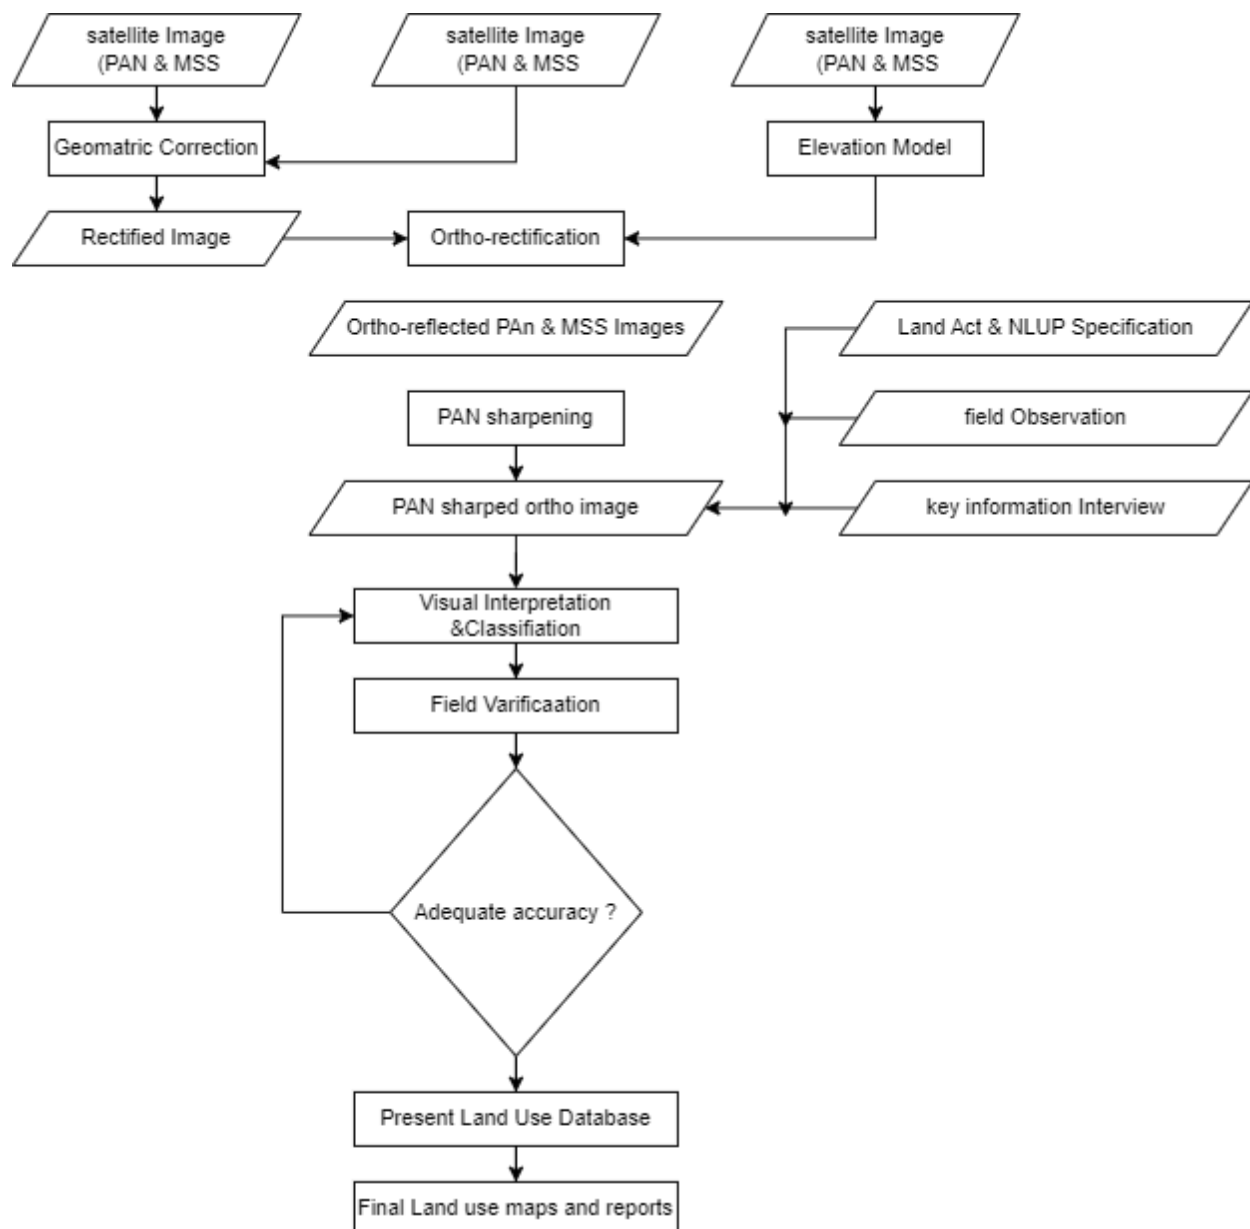 satellite Image
(PAN & MSS
satellite Image
(PAN & MSS
satellite Image
(PAN & MSS
Geomatric Correction
Elevation Model
Rectified Image
Ortho-rectification
Ortho-reflected PAn & MSS Images
Land Act & NLUP Specification
PAN sharpening
field Observation
PAN sharped ortho image
key information Interview
Visual Interpretation
&Classifiation
Field Varificaation
Adequate accuracy ?
Present Land Use Database
Final Land use maps and reports